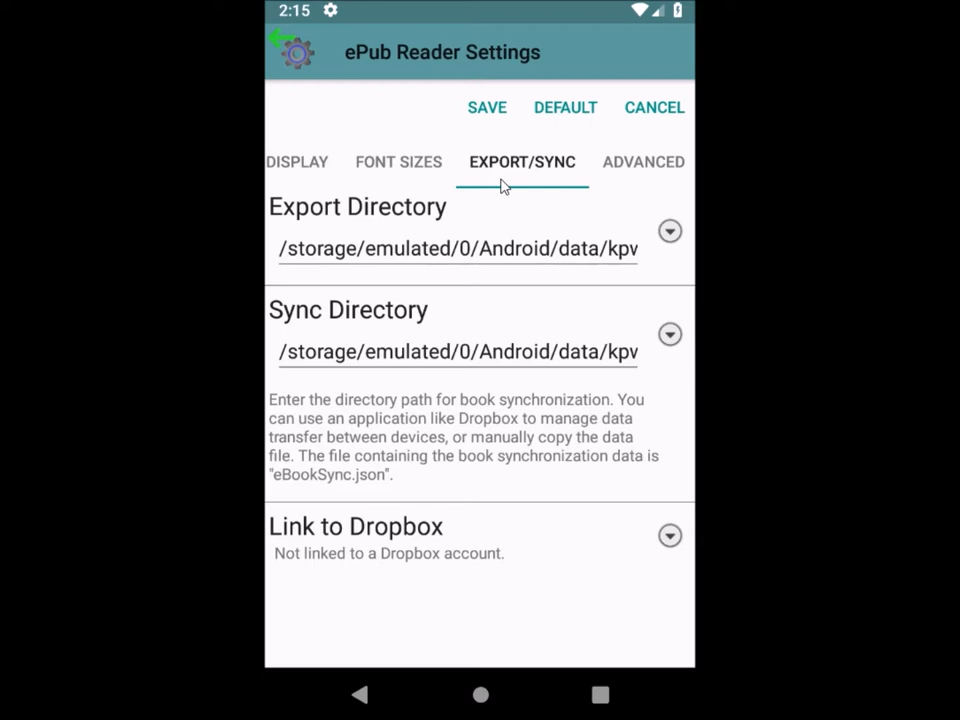 2:15
ePub Reader Settings
SAVE DEFAULT CANCEL
DISPLAY FONT SIZES EXPORT/SYNC ADVANCED
Export Directory
/storage/emulated/0/Android/data/kpw
Sync Directory
/storage/emulated/0/Android/data/kpw
Enter the directory path for book synchronization. You
can use an application like Dropbox to manage data
transfer between devices, or manually copy the data
file. The file containing the book synchronization data is
"eBookSync.json".
Link to Dropbox
Not linked to a Dropbox account.